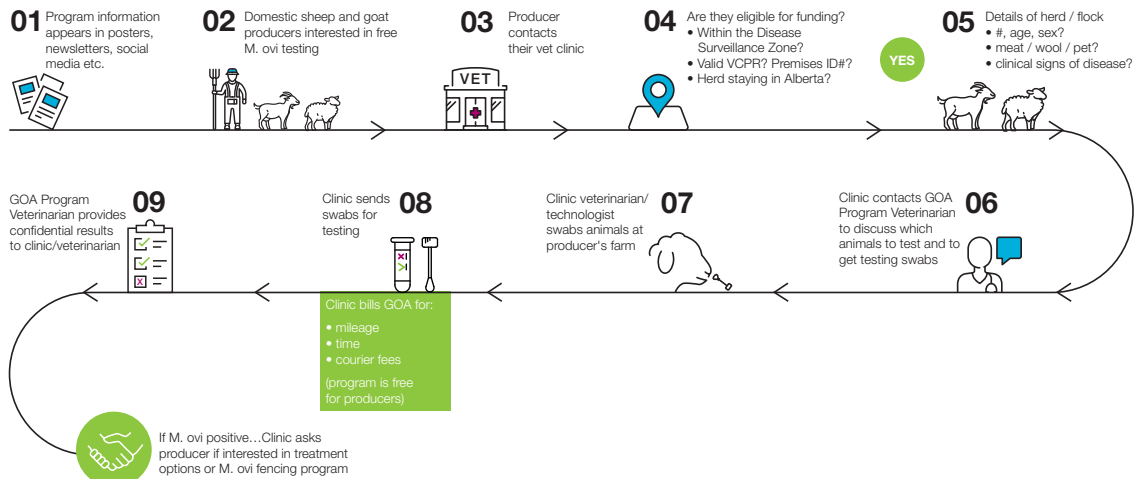 01 Program information
appears in posters,
newsletters, social
media etc.
02 Domestic sheep and goat
producers interested in free
M. ovi testing
03 Producer
contacts
their vet clinic
VET
04 Are they eligible for funding?
• Within the Disease
Surveillance Zone?
• Valid VCPR? Premises ID#?
• Herd staying in Alberta?
YES
05 Details of herd / flock
• #, age, sex?
• meat / wool / pet?
• clinical signs of disease?
06
Clinic contacts GOA
Program Veterinarian
to discuss which
animals to test and to
get testing swabs
07
Clinic veterinarian/
technologist
swabs animals at
producer's farm
08
Clinic sends
swabs for
testing
Clinic bills GOA for:
• mileage
• time
• courier fees
(program is free
for producers)
09
GOA Program
Veterinarian provides
confidential results
to clinic/veterinarian
If M. ovi positive...Clinic asks
producer if interested in treatment
options or M. ovi fencing program